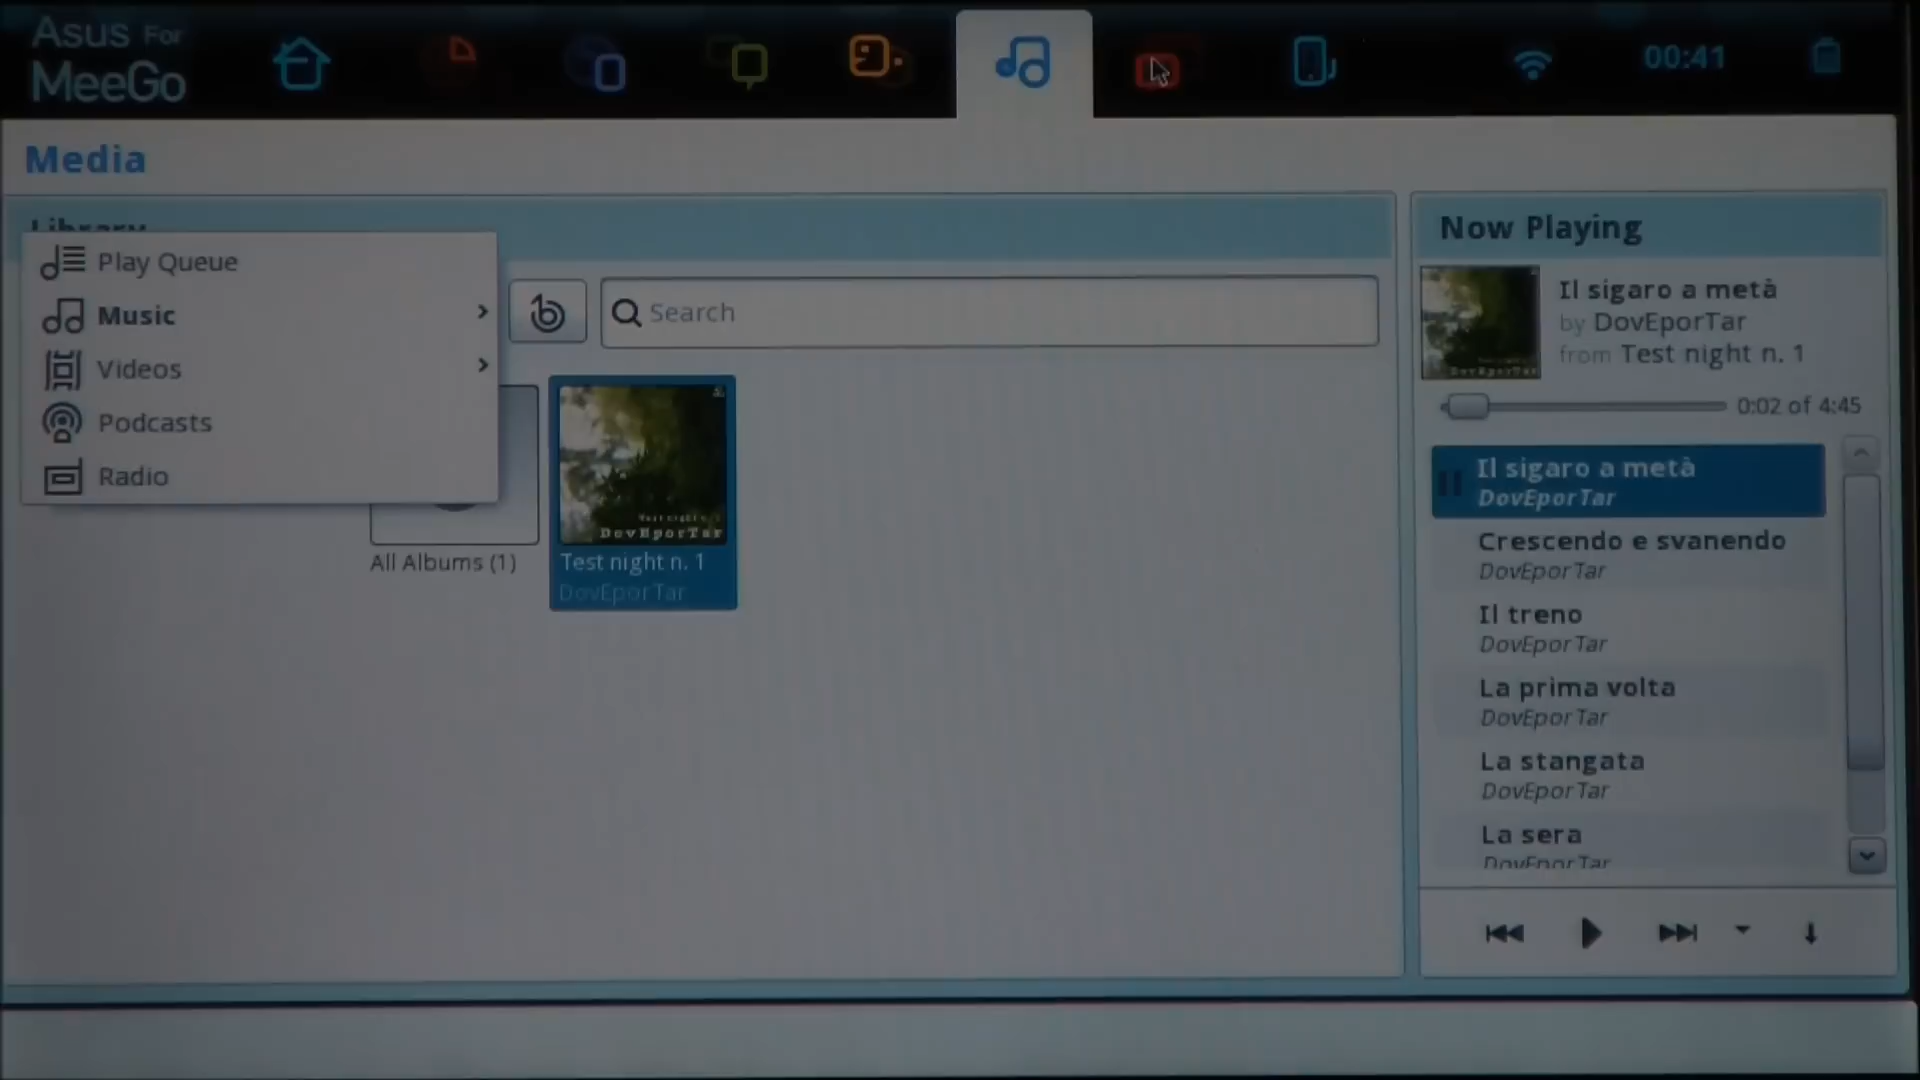 Asus For
MeeGo
00:41
Media
Library
Play Queue
Music
Videos
Podcasts
Radio
Search
All Albums (1)
DovEporTar
Test night n. 1
DovEporTar
Now Playing
Il sigaro a metà
by DovEporTar
from Test night n. 1
0:02 of 4:45
Il sigaro a metà
DovEporTar
Crescendo e svanendo
DovEporTar
Il treno
DovEporTar
La prima volta
DovEporTar
La stangata
DovEporTar
La sera
DovEporTar